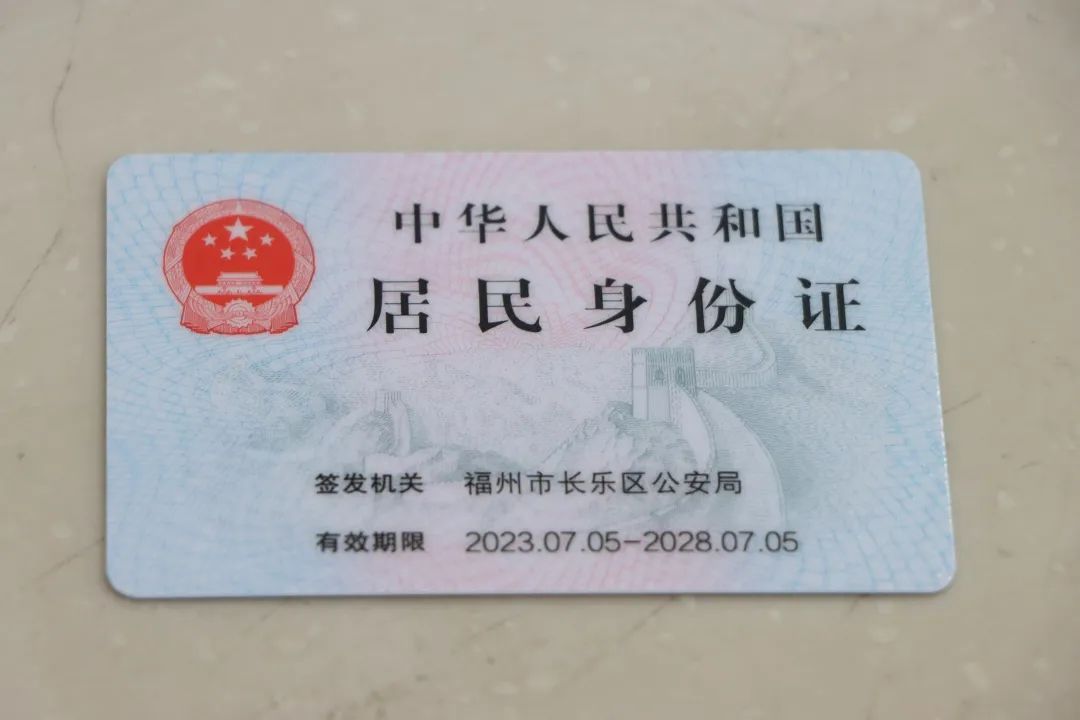 中华人民共和国
居民身份证
签发机关 福州市长乐区公安局
有效期限 2023.07.05-2028.07.05